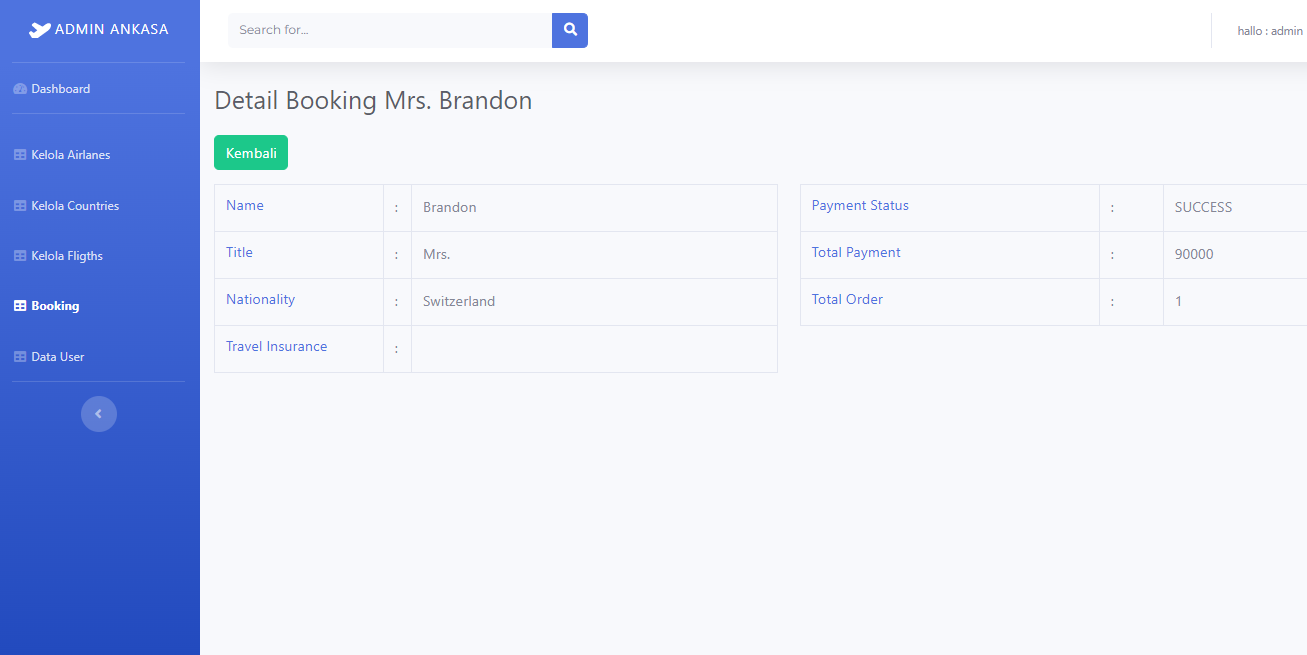 ADMIN ANKASA
Search for...
hallo : admin
Dashboard
Kelola Airlanes
Kelola Countries
Kelola Fligths
Booking
Data User
Detail Booking Mrs. Brandon
Kembali
Name : Brandon
Title : Mrs.
Nationality : Switzerland
Travel Insurance :
Payment Status : SUCCESS
Total Payment : 90000
Total Order : 1